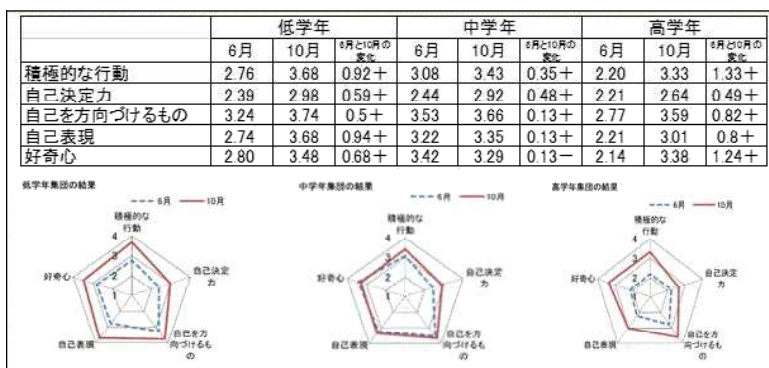 低学年 中学年 高学年
6月 10月 6月と10月の変化 6月 10月 6月と10月の変化 6月 10月 6月と10月の変化
積極的な行動 2.76 3.68 0.92＋ 3.08 3.43 0.35＋ 2.20 3.33 1.33＋
自己決定力 2.39 2.98 0.59＋ 2.44 2.92 0.48＋ 2.21 2.64 0.49＋
自己を方向づけるもの 3.24 3.74 0.5＋ 3.53 3.66 0.13＋ 2.77 3.59 0.82＋
自己表現 2.74 3.68 0.94＋ 3.22 3.35 0.13＋ 2.21 3.01 0.8＋
好奇心 2.80 3.48 0.68＋ 3.42 3.29 0.13－ 2.14 3.38 1.24＋
低学年集団の結果
6月 10月
積極的な
行動
4
3
2
1
好奇心
自己決定
力
自己表現
自己を方
向づけるも
の
中学年集団の結果
6月 10月
積極的な
行動
4
3
2
1
好奇心
自己決定
力
自己表現
自己を方
向づけるも
の
高学年集団の結果
6月 10月
積極的な
行動
4
3
2
1
好奇心
自己決定
力
自己表現
自己を方
向づけるも
の